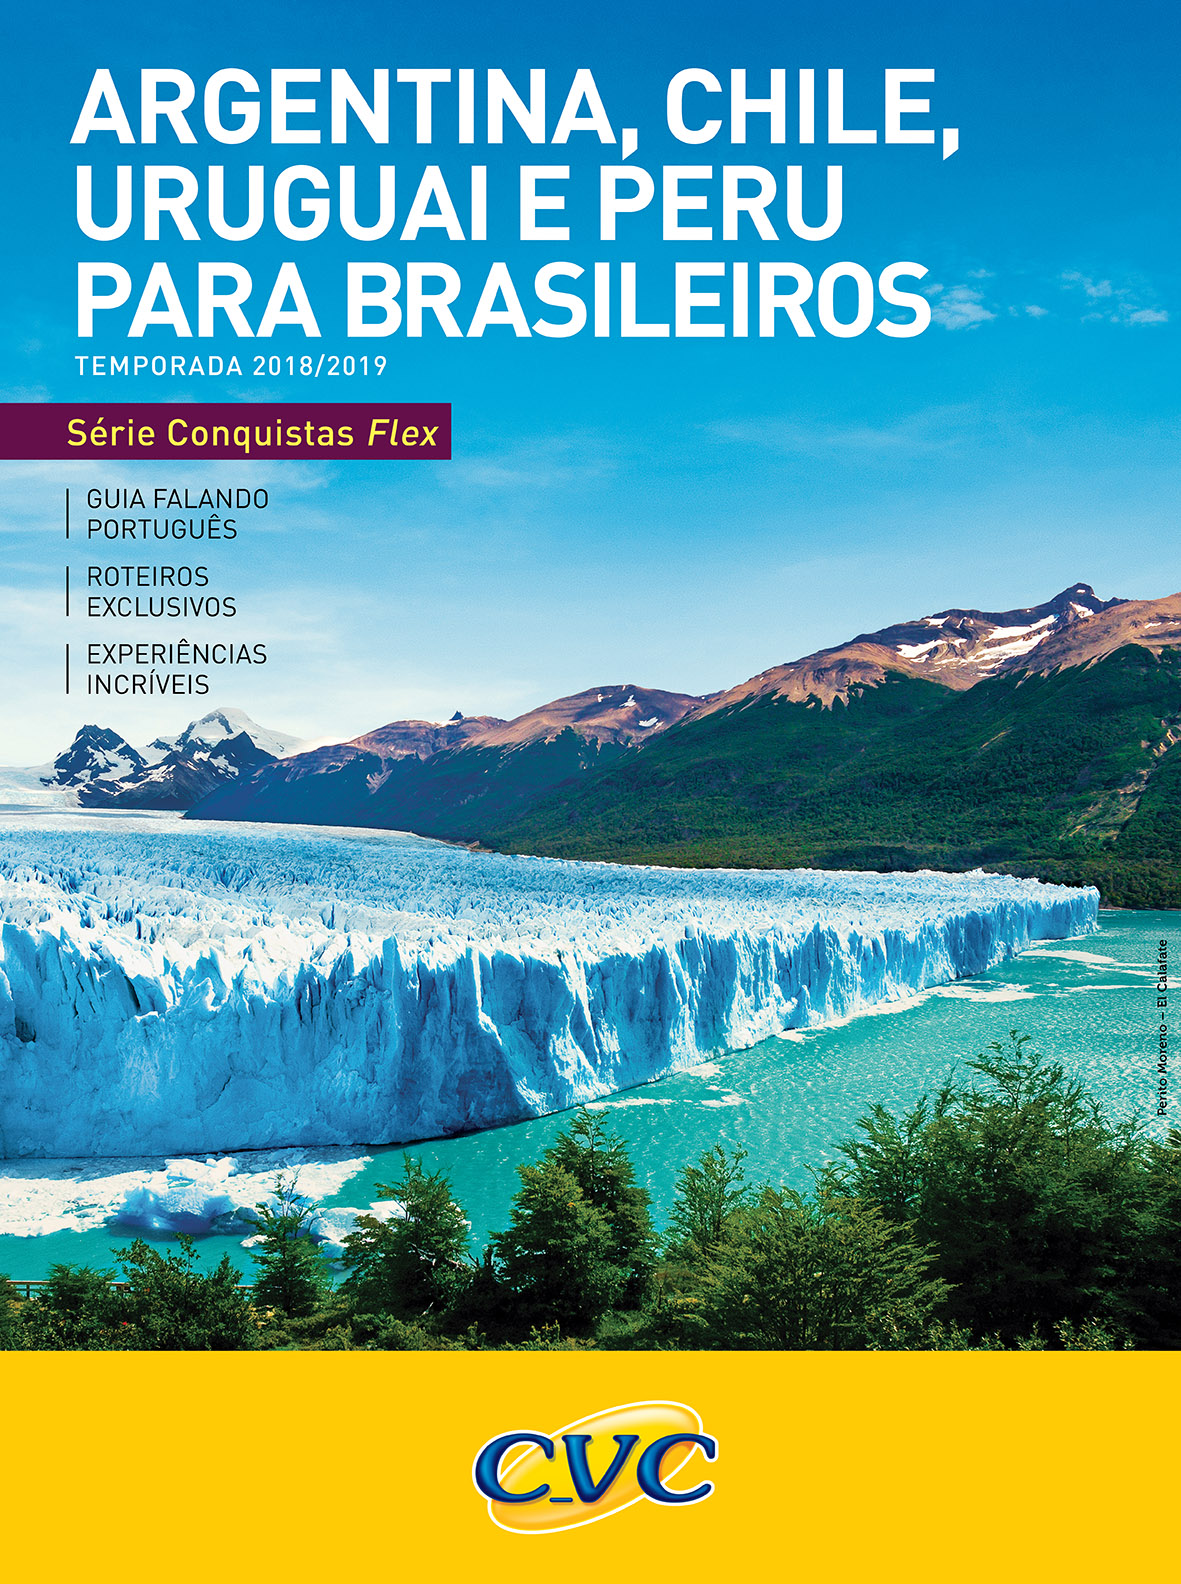 ARGENTINA, CHILE,
URUGUAI E PERU
PARA BRASILEIROS
TEMPORADA 2018/2019
Série Conquistas Flex
GUIA FALANDO
PORTUGUÊS
ROTEIROS
EXCLUSIVOS
EXPERIÊNCIAS
INCRÍVEIS
Perito Moreno – El Calafate
CVC